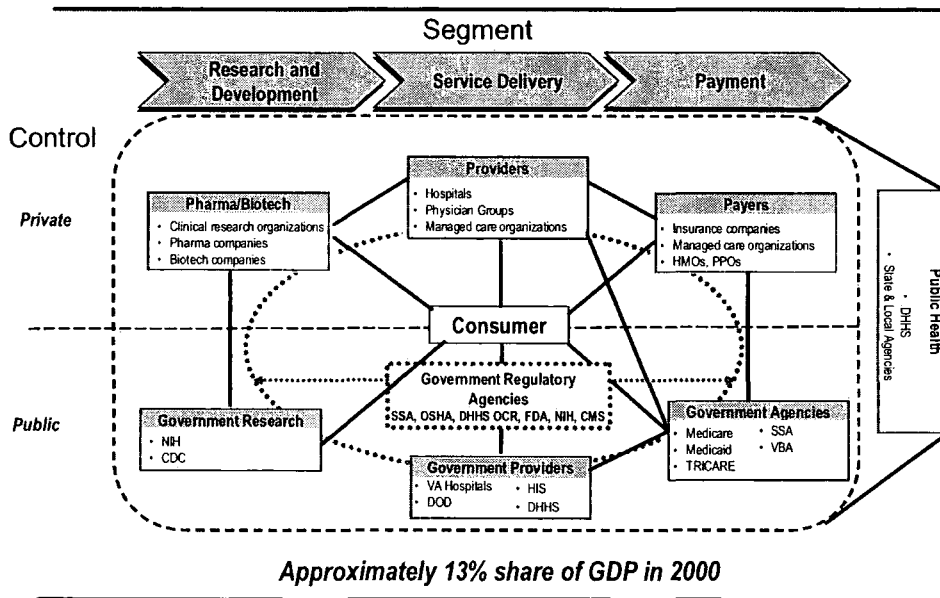 Segment
Research and
Development
Service Delivery
Payment
Control
Private
Public
Pharma/Biotech
• Clinical research organizations
• Pharma companies
• Biotech companies
Providers
• Hospitals
• Physician Groups
• Managed care organizations
Payers
• Insurance companies
• Managed care organizations
• HMOs, PPOs
Consumer
Government Regulatory
Agencies
SSA, OSHA, DHHS OCR, FDA, NIH, CMS
Government Research
• NIH
• CDC
Government Providers
• VA Hospitals
• DOD
• HIS
• DHHS
Government Agencies
• Medicare
• Medicaid
• TRICARE
• SSA
• VBA
Public Health
• DHHS
• State & Local Agencies
Approximately 13% share of GDP in 2000